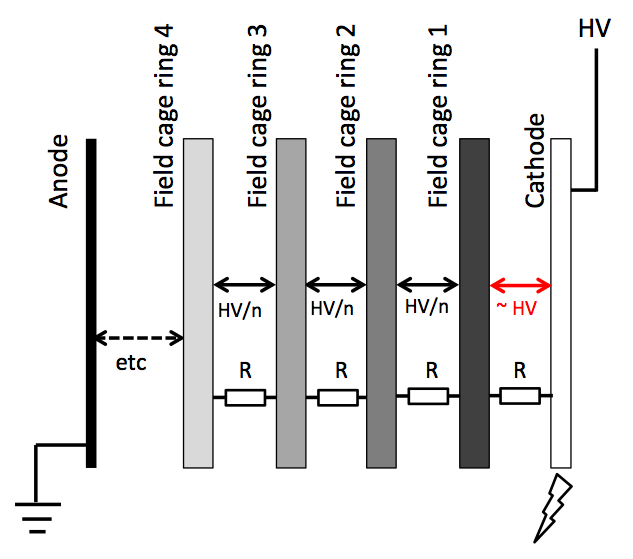 HV
Anode
Field cage ring 4
Field cage ring 3
Field cage ring 2
Field cage ring 1
Cathode
HV/n
HV/n
HV/n
~ HV
etc
R
R
R
R